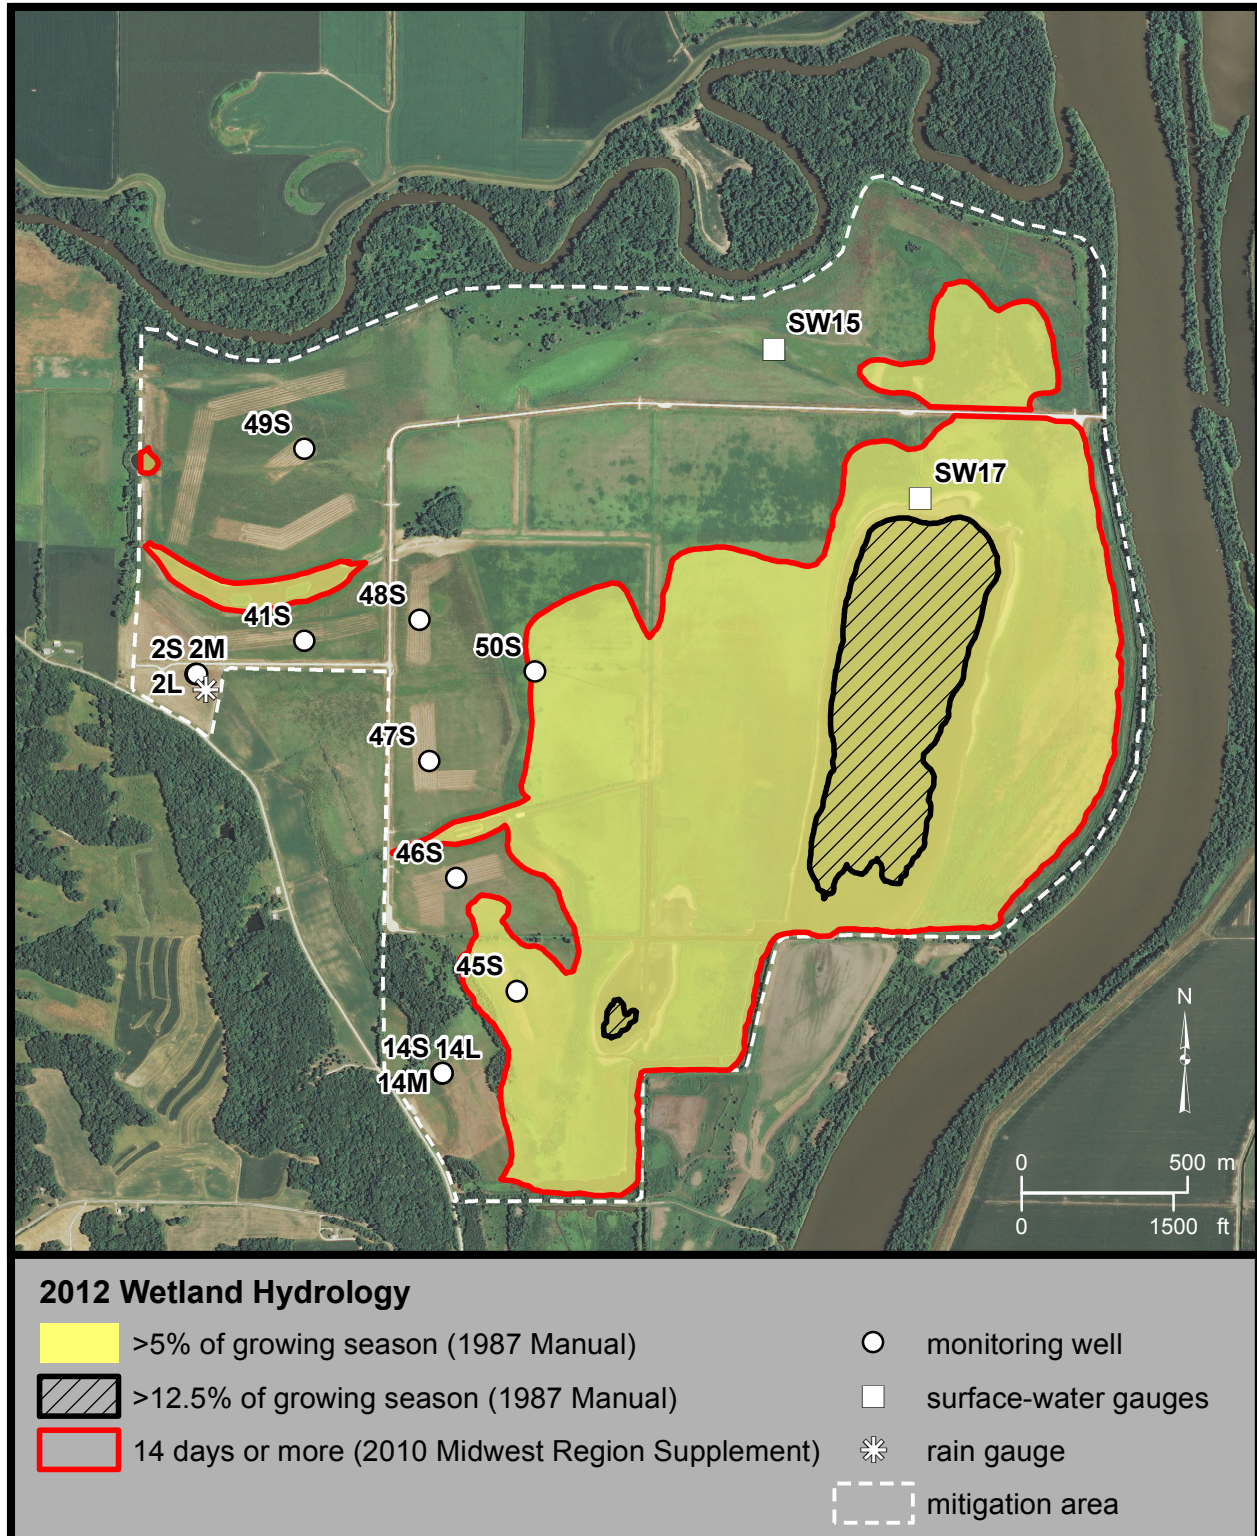 SW15
49S
SW17
48S
41S
2S 2M
50S
2L
47S
46S
45S
14S 14L
14M
N
0 500 m
0 1500 ft
2012 Wetland Hydrology
>5% of growing season (1987 Manual)
monitoring well
>12.5% of growing season (1987 Manual)
surface-water gauges
14 days or more (2010 Midwest Region Supplement)
rain gauge
mitigation area